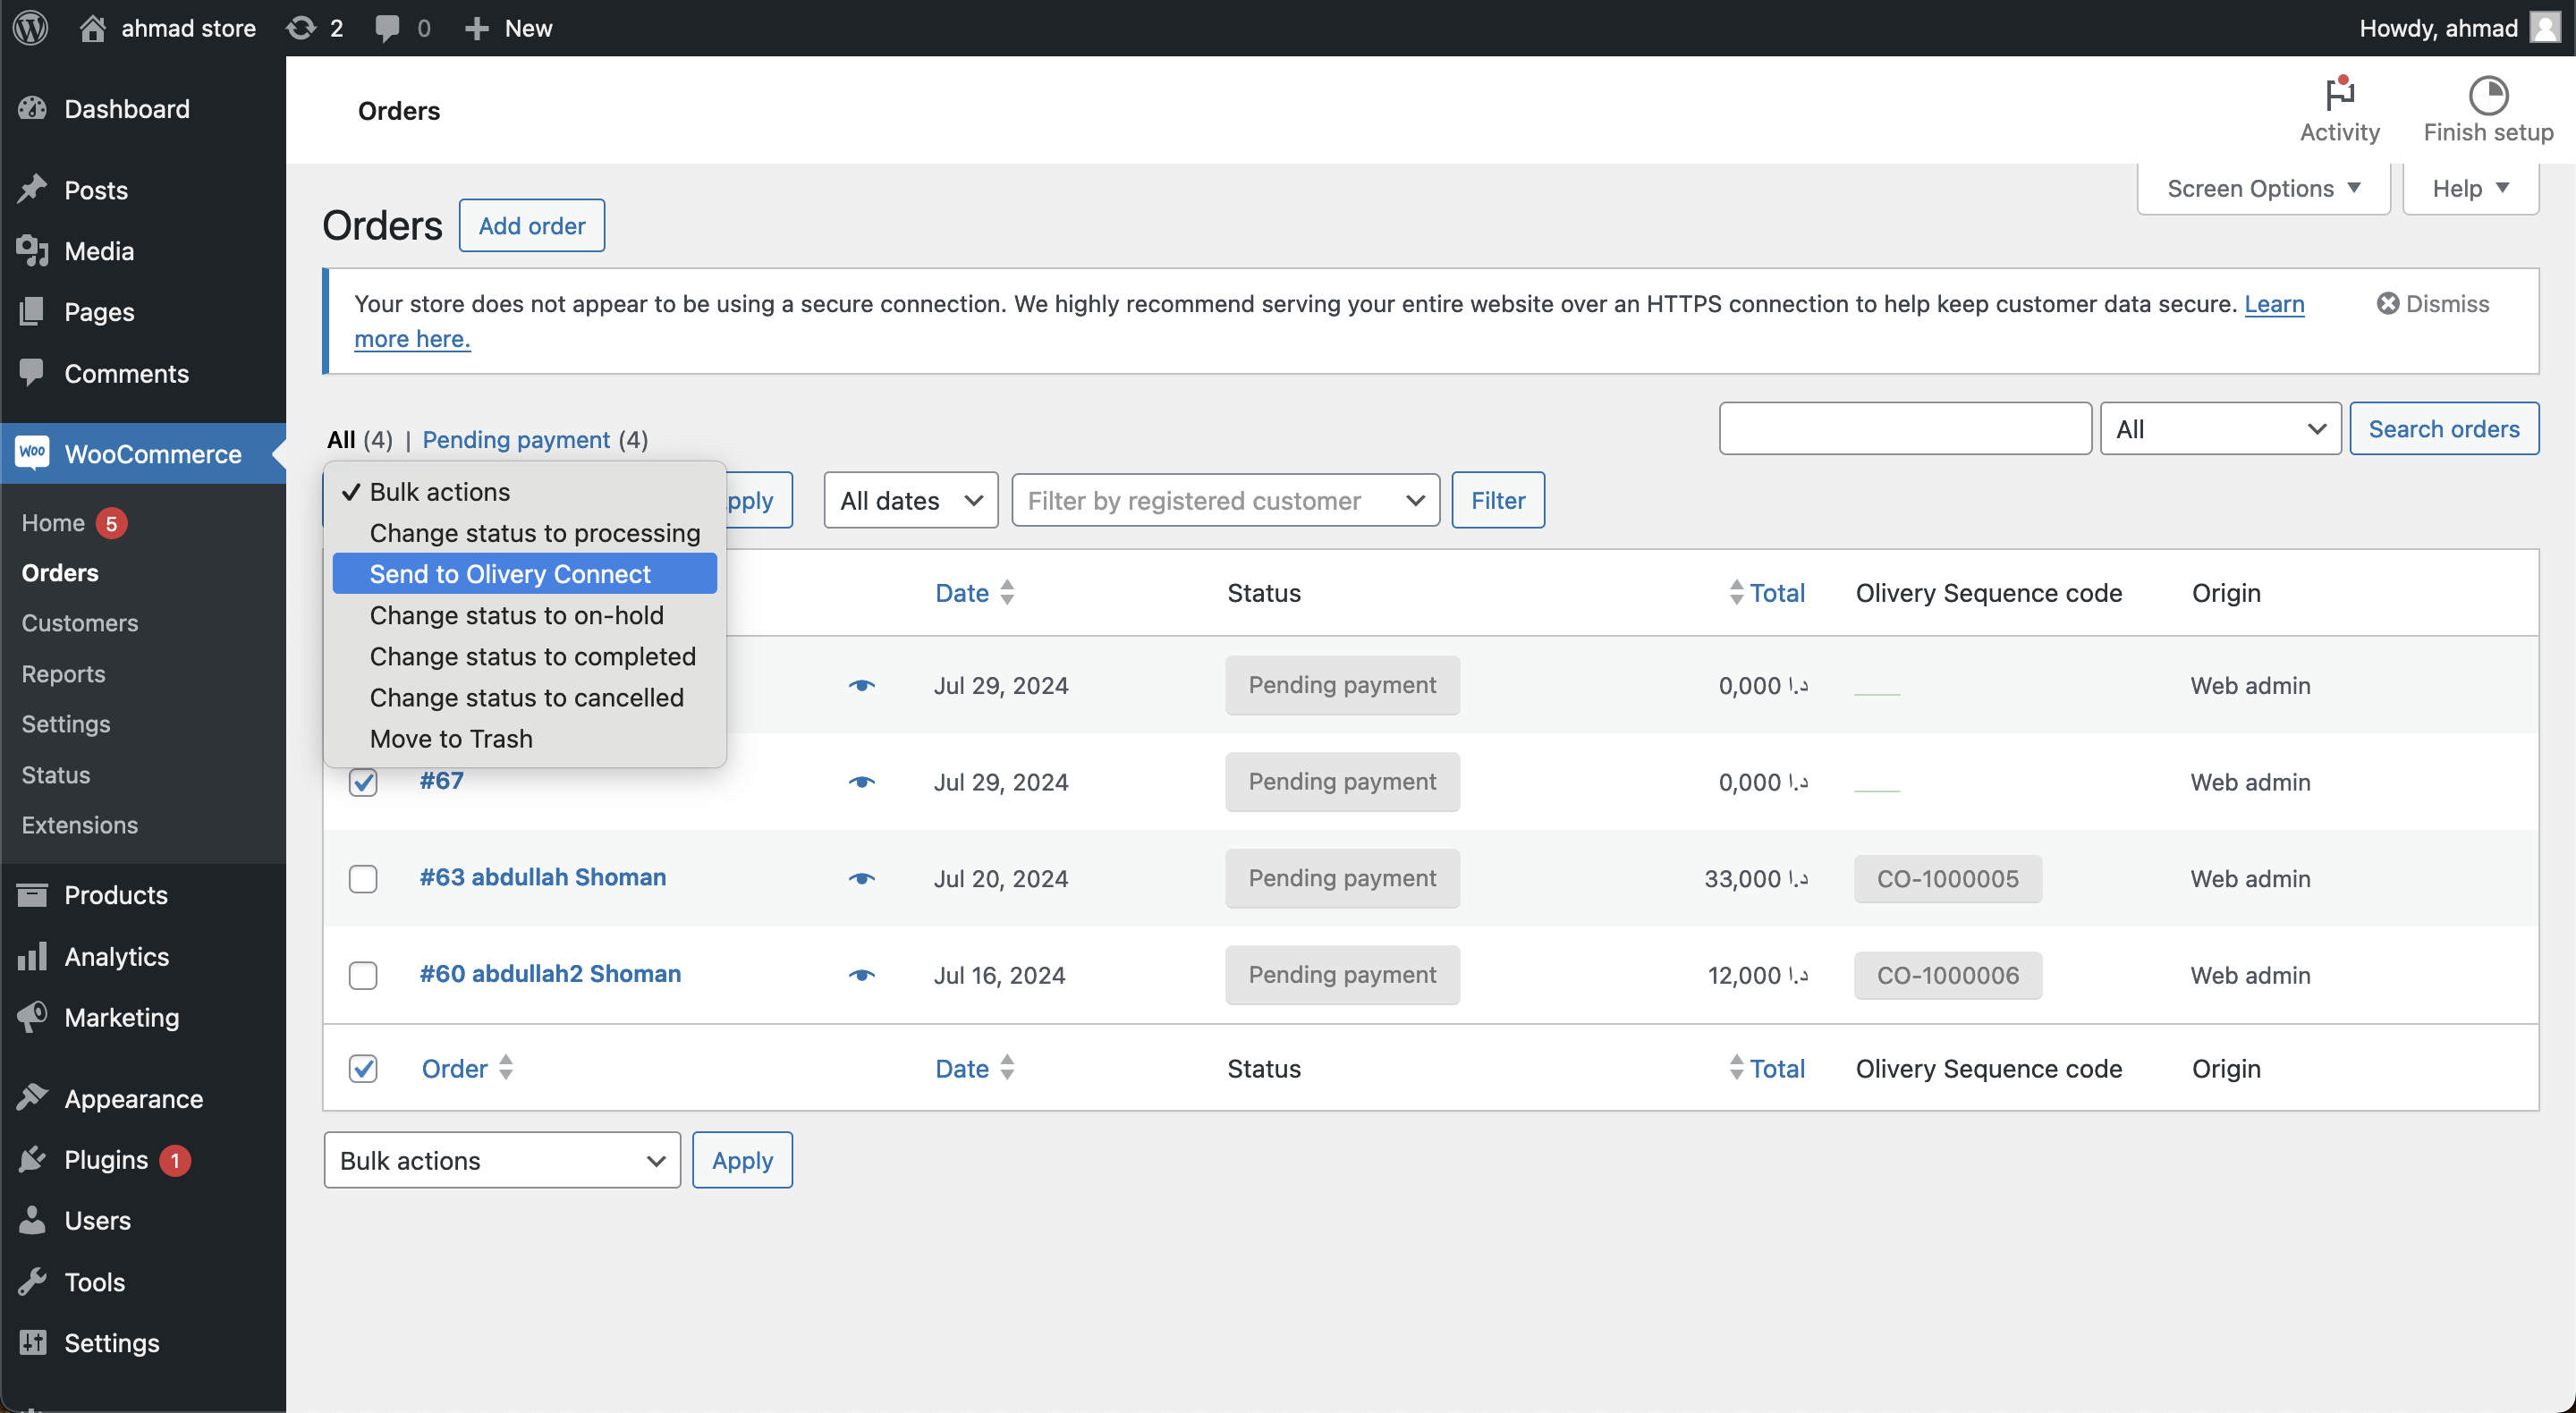 ahmad store 2 0 New Howdy, ahmad
Dashboard
Posts
Media
Pages
Comments
Woo WooCommerce
Home 5
Orders
Customers
Reports
Settings
Status
Extensions
Products
Analytics
Marketing
Appearance
Plugins 1
Users
Tools
Settings
Orders
Activity
Finish setup
Screen Options
Help
Orders Add order
Your store does not appear to be using a secure connection. We highly recommend serving your entire website over an HTTPS connection to help keep customer data secure. Learn
more here.
Dismiss
All (4) | Pending payment (4)
All
Search orders
Bulk actions
Change status to processing
Send to Olivery Connect
Change status to on-hold
Change status to completed
Change status to cancelled
Move to Trash
pply
All dates
Filter by registered customer
Filter
Date Status Total Olivery Sequence code Origin
Jul 29, 2024 Pending payment 0,000 د.ا Web admin
#67 Jul 29, 2024 Pending payment 0,000 د.ا Web admin
#63 abdullah Shoman Jul 20, 2024 Pending payment 33,000 د.ا CO-1000005 Web admin
#60 abdullah2 Shoman Jul 16, 2024 Pending payment 12,000 د.ا CO-1000006 Web admin
Order Date Status Total Olivery Sequence code Origin
Bulk actions Apply